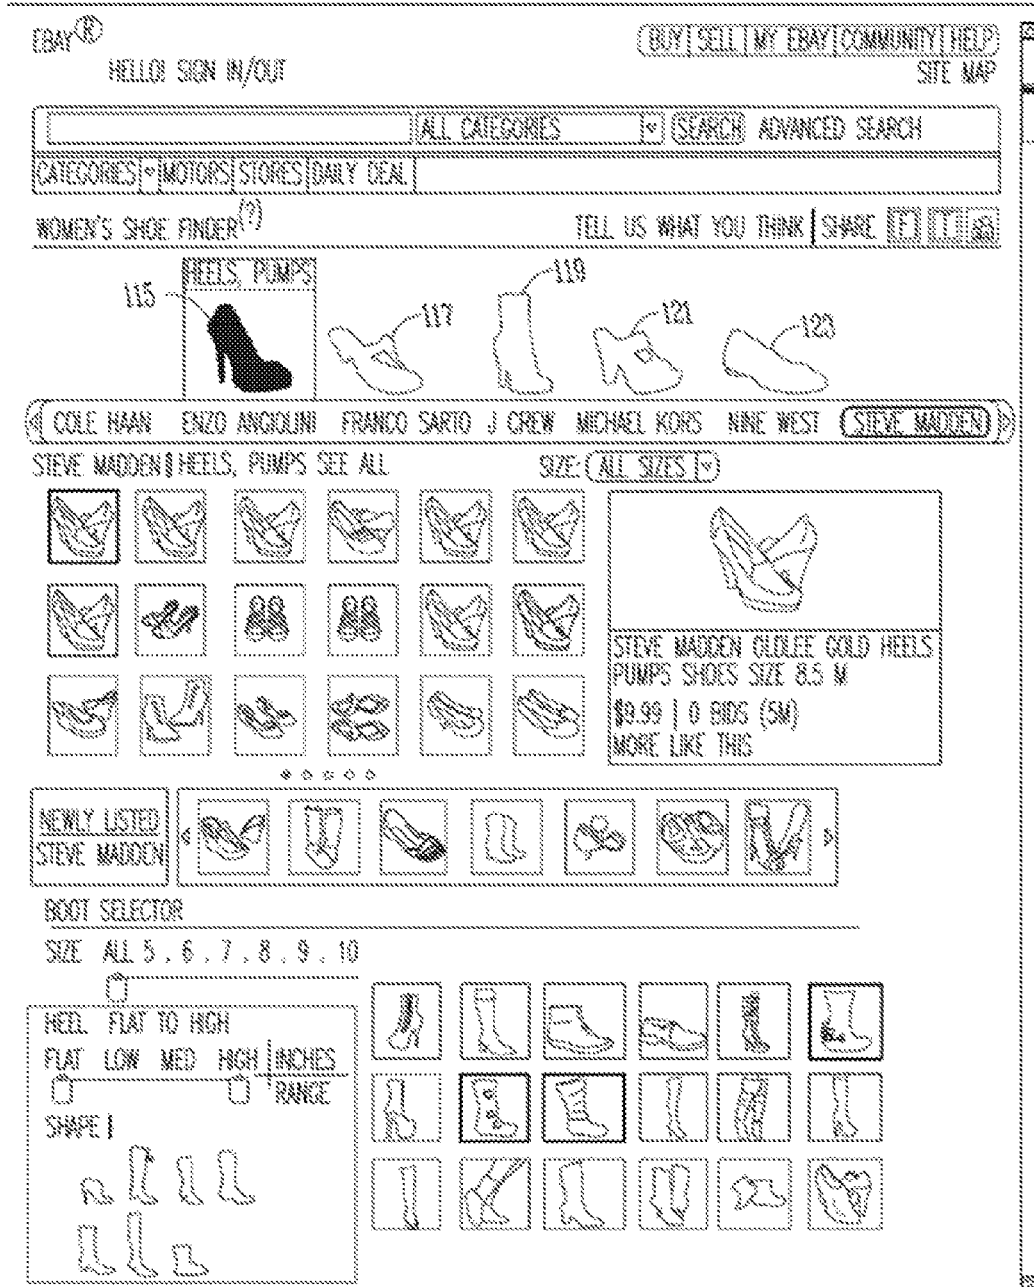 EBAY®
BUY SELL MY EBAY COMMUNITY HELP
HELLO! SIGN IN/OUT
SITE MAP
ALL CATEGORIES SEARCH ADVANCED SEARCH
CATEGORIES MOTORS STORES DAILY DEAL
WOMEN'S SHOE FINDER(?) TELL US WHAT YOU THINK SHARE F T
HEELS, PUMPS
115
117
119
121
123
COLE HAAN ENZO ANGIOLINI FRANCO SARTO J CREW MICHAEL KORS NINE WEST STEVE MADDEN
STEVE MADDEN HEELS, PUMPS SEE ALL SIZE: ALL SIZES
STEVE MADDEN OLDLEE GOLD HEELS
PUMPS SHOES SIZE 8.5 M
$9.99 | 0 BIDS (5M)
MORE LIKE THIS
NEWLY LISTED
STEVE MADDEN
BOOT SELECTOR
SIZE ALL 5 . 6 . 7 . 8 . 9 . 10
HEEL FLAT TO HIGH
FLAT LOW MED HIGH INCHES
RANGE
SHAPE